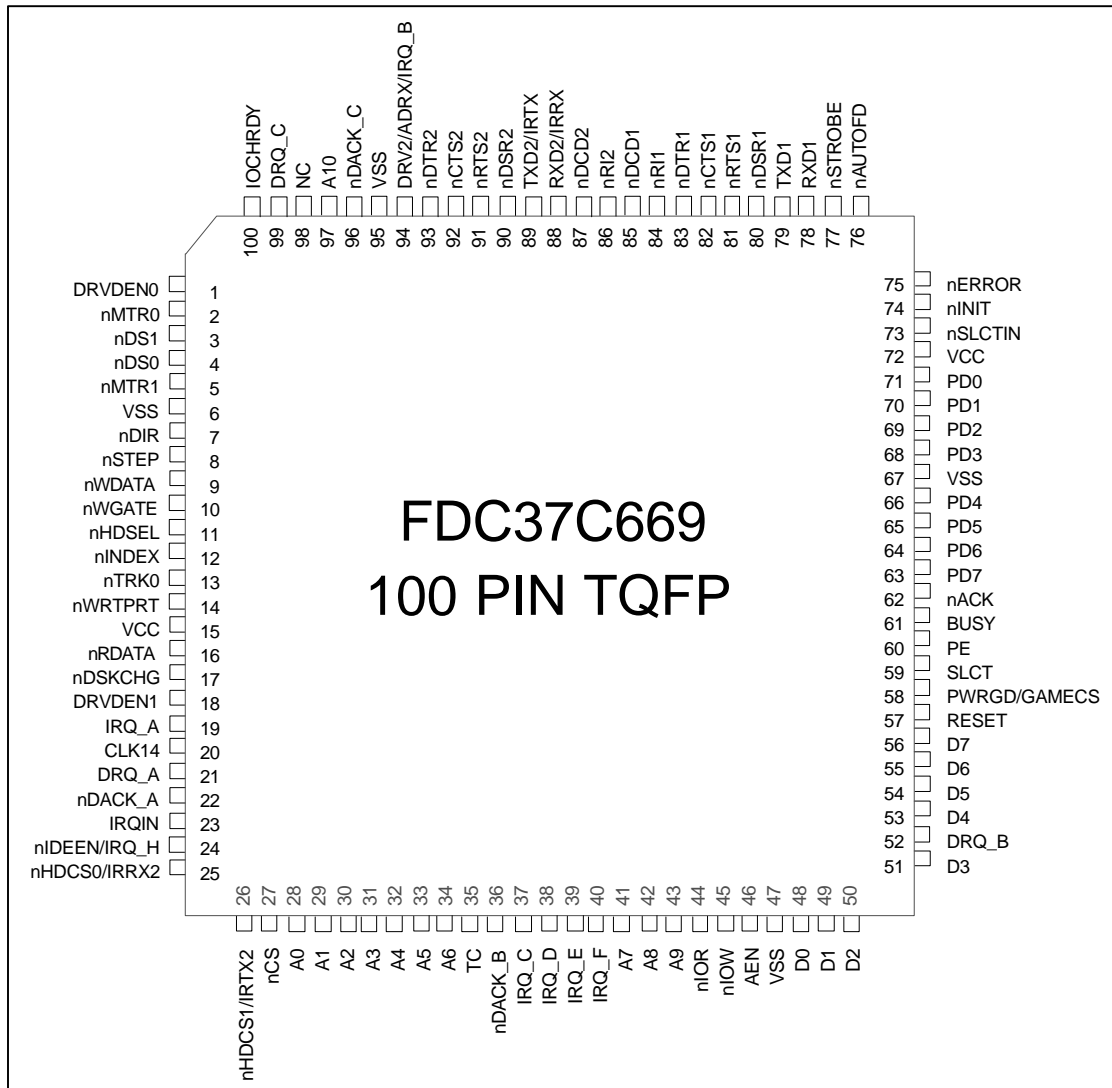 IOCHRDY
DRQ_C
NC
A10
nDACK_C
VSS
DRV2/ADRX/IRQ_B
nDTR2
nCTS2
nRTS2
nDSR2
TXD2/IRTX
RXD2/IRRX
nDCD2
nRI2
nDCD1
nRI1
nDTR1
nCTS1
nRTS1
nDSR1
TXD1
RXD1
nSTROBE
nAUTOFD
100
99
98
97
96
95
94
93
92
91
90
89
88
87
86
85
84
83
82
81
80
79
78
77
76
DRVDEN0 1
nMTR0 2
nDS1 3
nDS0 4
nMTR1 5
VSS 6
nDIR 7
nSTEP 8
nWDATA 9
nWGATE 10
nHDSEL 11
nINDEX 12
nTRK0 13
nWRTPRT 14
VCC 15
nRDATA 16
nDSKCHG 17
DRVDEN1 18
IRQ_A 19
CLK14 20
DRQ_A 21
nDACK_A 22
IRQIN 23
nIDEEN/IRQ_H 24
nHDCS0/IRRX2 25
FDC37C669
100 PIN TQFP
75 nERROR
74 nINIT
73 nSLCTIN
72 VCC
71 PD0
70 PD1
69 PD2
68 PD3
67 VSS
66 PD4
65 PD5
64 PD6
63 PD7
62 nACK
61 BUSY
60 PE
59 SLCT
58 PWRGD/GAMECS
57 RESET
56 D7
55 D6
54 D5
53 D4
52 DRQ_B
51 D3
26
27
28
29
30
31
32
33
34
35
36
37
38
39
40
41
42
43
44
45
46
47
48
49
50
nHDCS1/IRTX2
nCS
A0
A1
A2
A3
A4
A5
A6
TC
nDACK_B
IRQ_C
IRQ_D
IRQ_E
IRQ_F
A7
A8
A9
nIOR
nIOW
AEN
VSS
D0
D1
D2